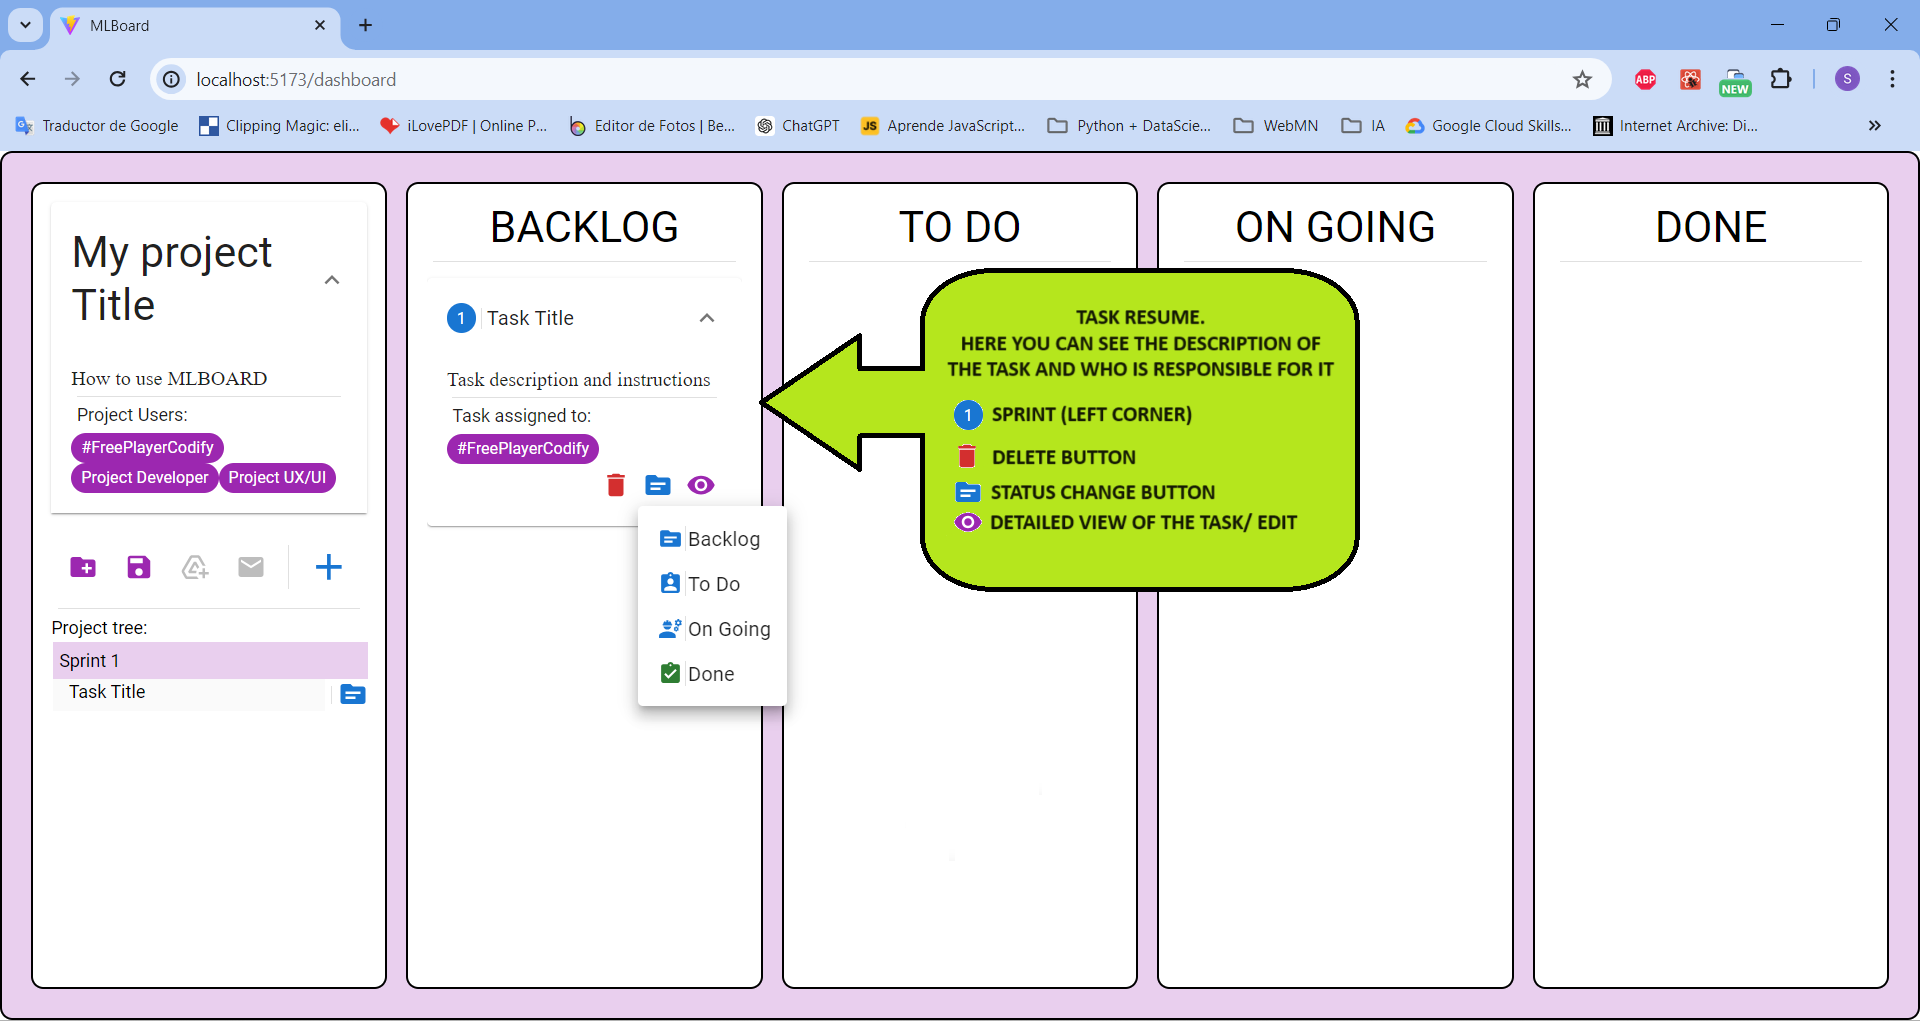 MLBoard
localhost:5173/dashboard
ABP
NEW
S
Traductor de Google
Clipping Magic: eli...
iLovePDF | Online P...
Editor de Fotos | Be...
ChatGPT
JS Aprende JavaScript...
Python + DataScie...
WebMN
IA
Google Cloud Skills...
Internet Archive: Di...
My project
Title
How to use MLBOARD
Project Users:
#FreePlayerCodify
Project Developer
Project UX/UI
Project tree:
Sprint 1
Task Title
BACKLOG
1 Task Title
Task description and instructions
Task assigned to:
#FreePlayerCodify
Backlog
To Do
On Going
Done
TO DO
ON GOING
DONE
TASK RESUME.
HERE YOU CAN SEE THE DESCRIPTION OF
THE TASK AND WHO IS RESPONSIBLE FOR IT
1 SPRINT (LEFT CORNER)
DELETE BUTTON
STATUS CHANGE BUTTON
DETAILED VIEW OF THE TASK/ EDIT